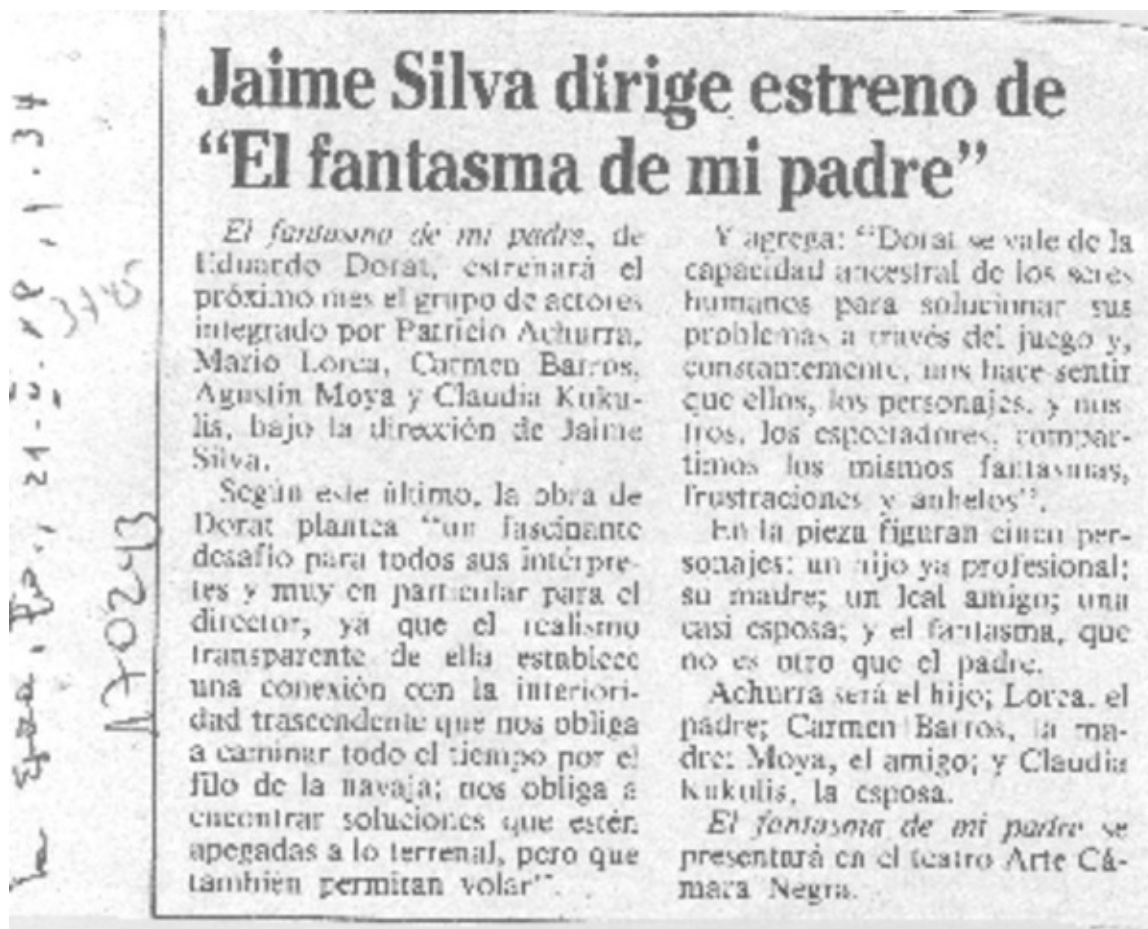 Jaime Silva dirige estreno de
“El fantasma de mi padre”
El fantasma de mi padre, de
Eduardo Dorat, estrenará el
próximo mes el grupo de actores
integrado por Patricio Achurra,
Mario Lorca, Carmen Barros,
Agustín Moya y Claudia Kuku-
lis, bajo la dirección de Jaime
Silva.
Según este último, la obra de
Dorat plantea “un fascinante
desafío para todos sus intérpre-
tes y muy en particular para el
director, ya que el realismo
transparente de ella establece
una conexión con la interiori-
dad trascendente que nos obliga
a caminar todo el tiempo por el
filo de la navaja; nos obliga a
encontrar soluciones que estén
apegadas a lo terrenal, pero que
también permitan volar”.
Y agrega: “Dorat se vale de la
capacidad ancestral de los seres
humanos para solucionar sus
problemas a través del juego y,
constantemente, nos hace sentir
que ellos, los personajes, y nos
tros, los espectadores, compar-
timos los mismos fantasmas,
frustraciones y anhelos”.
En la pieza figuran cinco per-
sonajes: un hijo ya profesional;
su madre; un leal amigo; una
casi esposa; y el fantasma, que
no es otro que el padre.
Achurra será el hijo; Lorca, el
padre; Carmen Barros, la ma-
dre; Moya, el amigo; y Claudia
Kukulis, la esposa.
El fantasma de mi padre se
presentará en el teatro Arte Cá-
mara Negra.
La Epoca, Stgo.